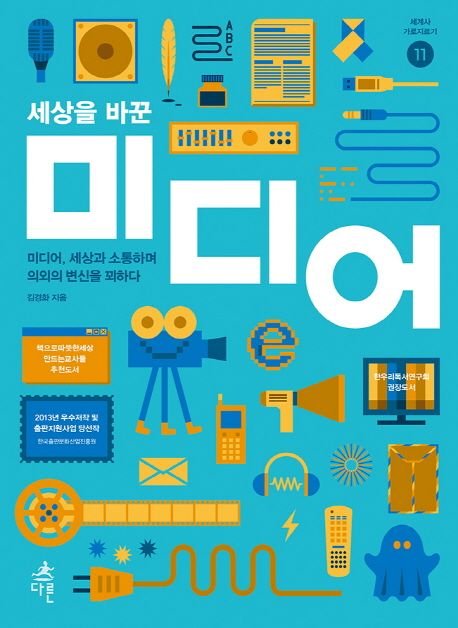 세계사
가로지르기
11
A
B
C
세상을 바꾼
미디어
미디어, 세상과 소통하며
의외의 변신을 꾀하다
김경화 지음
책으로따뜻한세상
만드는교사들
추천도서
한우리독서연구회
권장도서
2013년 우수저작 및
출판지원사업 당선작
한국출판문화산업진흥원
e
다른